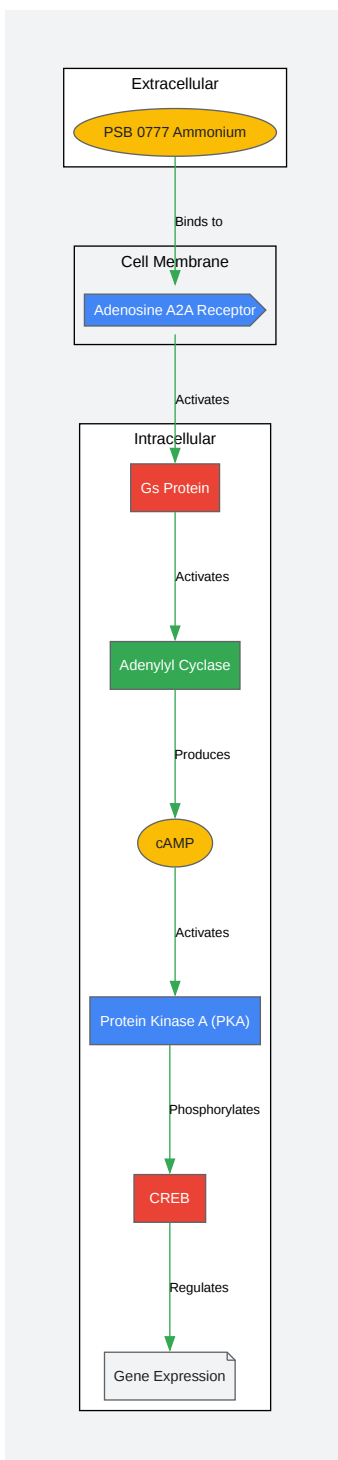 Extracellular
PSB 0777 Ammonium
Binds to
Cell Membrane
Adenosine A2A Receptor
Activates
Intracellular
Gs Protein
Activates
Adenylyl Cyclase
Produces
cAMP
Activates
Protein Kinase A (PKA)
Phosphorylates
CREB
Regulates
Gene Expression